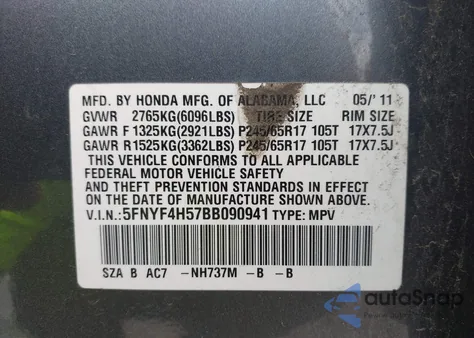 MFD. BY HONDA MFG. OF ALABAMA, LLC 05/'11
GVWR 2765KG(6096LBS) TIRE SIZE RIM SIZE
GAWR F 1325KG(2921LBS) P245/65R17 105T 17X7.5J
GAWR R 1525KG(3362LBS) P245/65R17 105T 17X7.5J
THIS VEHICLE CONFORMS TO ALL APPLICABLE
FEDERAL MOTOR VEHICLE SAFETY
AND THEFT PREVENTION STANDARDS IN EFFECT
ON THE DATE OF MANUFACTURE SHOWN ABOVE.
V.I.N.: 5FNYF4H57BB090941 TYPE: MPV
SZA B AC7 -NH737M -B -B
autoSnap